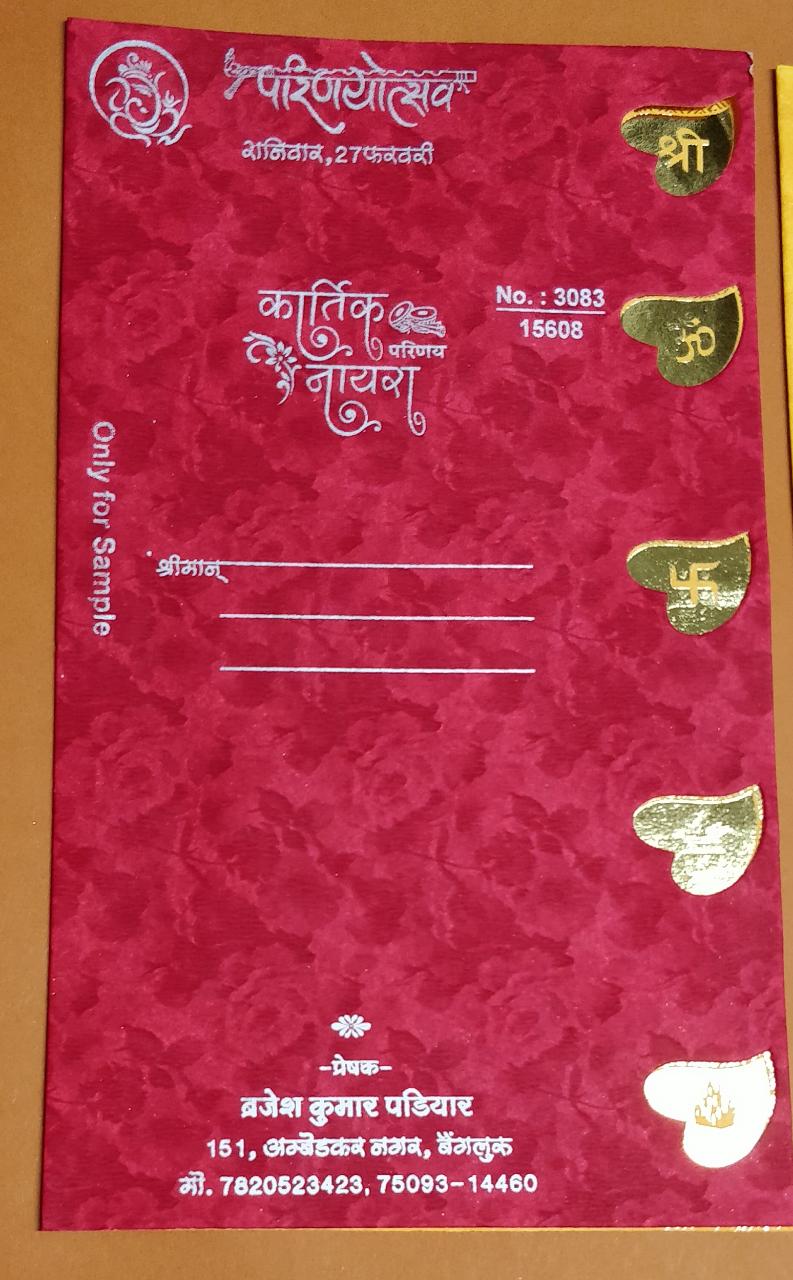 परिणयोत्सव
शनिवार,27 फरवरी
श्री
कार्तिक
परिणय
नायरा
No. : 3083
15608
ॐ
Only for Sample
श्रीमान्
卐
-प्रेषक-
ब्रजेश कुमार पडियार
151, अम्बेडकर नगर, बैंगलुरू
मो. 7820523423, 75093-14460